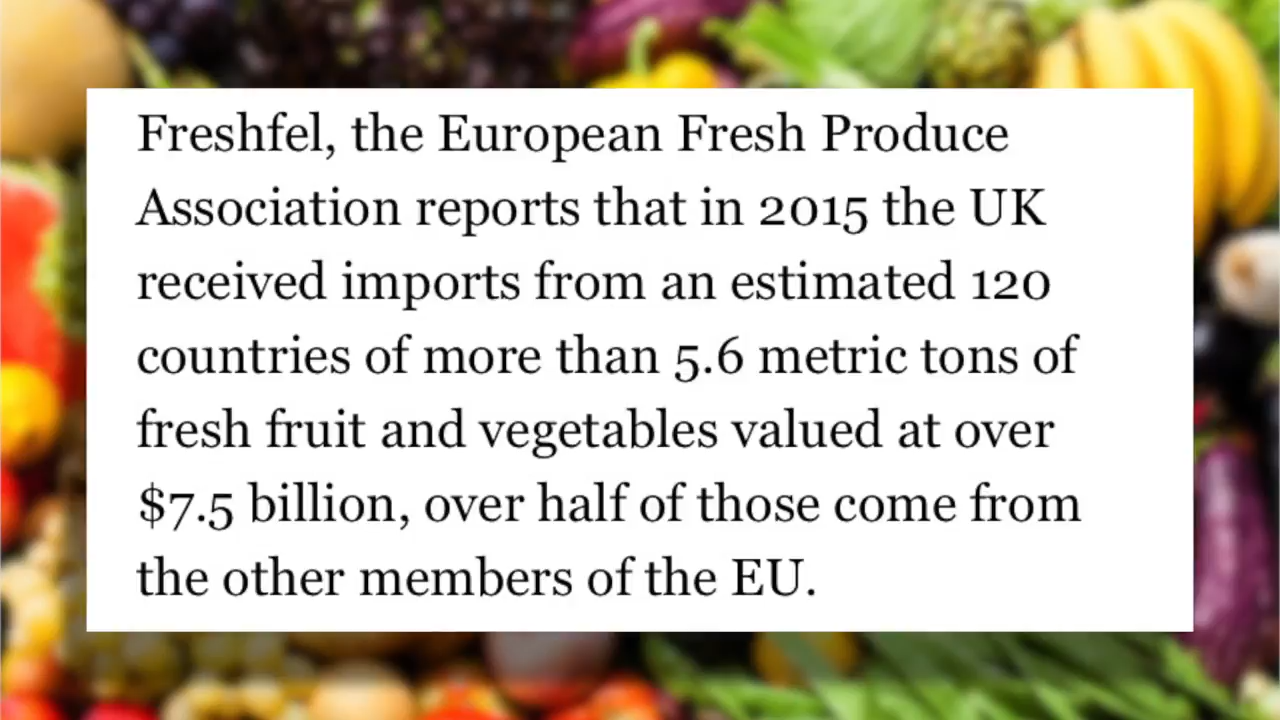 Freshfel, the European Fresh Produce
Association reports that in 2015 the UK
received imports from an estimated 120
countries of more than 5.6 metric tons of
fresh fruit and vegetables valued at over
$7.5 billion, over half of those come from
the other members of the EU.